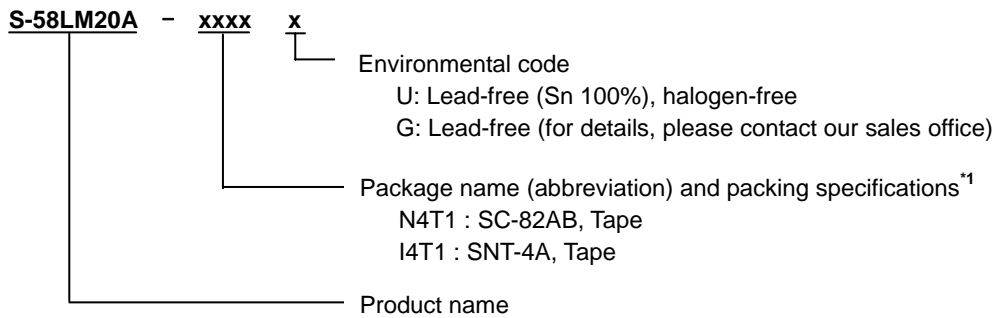 S-58LM20A - xxxx x
Environmental code
U: Lead-free (Sn 100%), halogen-free
G: Lead-free (for details, please contact our sales office)
Package name (abbreviation) and packing specifications*1
N4T1 : SC-82AB, Tape
I4T1 : SNT-4A, Tape
Product name